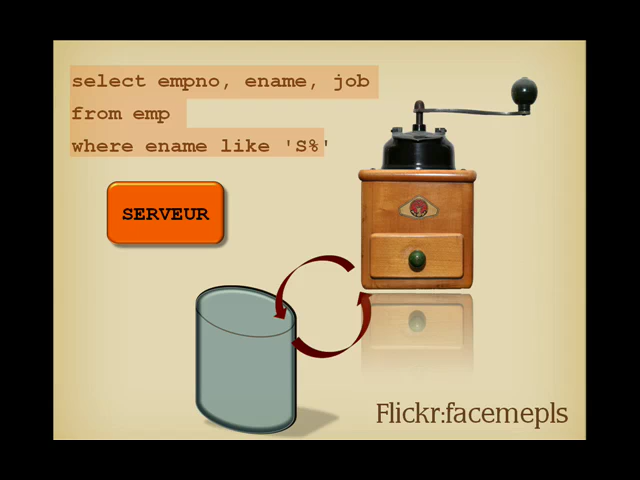 select empno, ename, job
from emp
where ename like 'S%'
SERVEUR
Flickr:facemepls